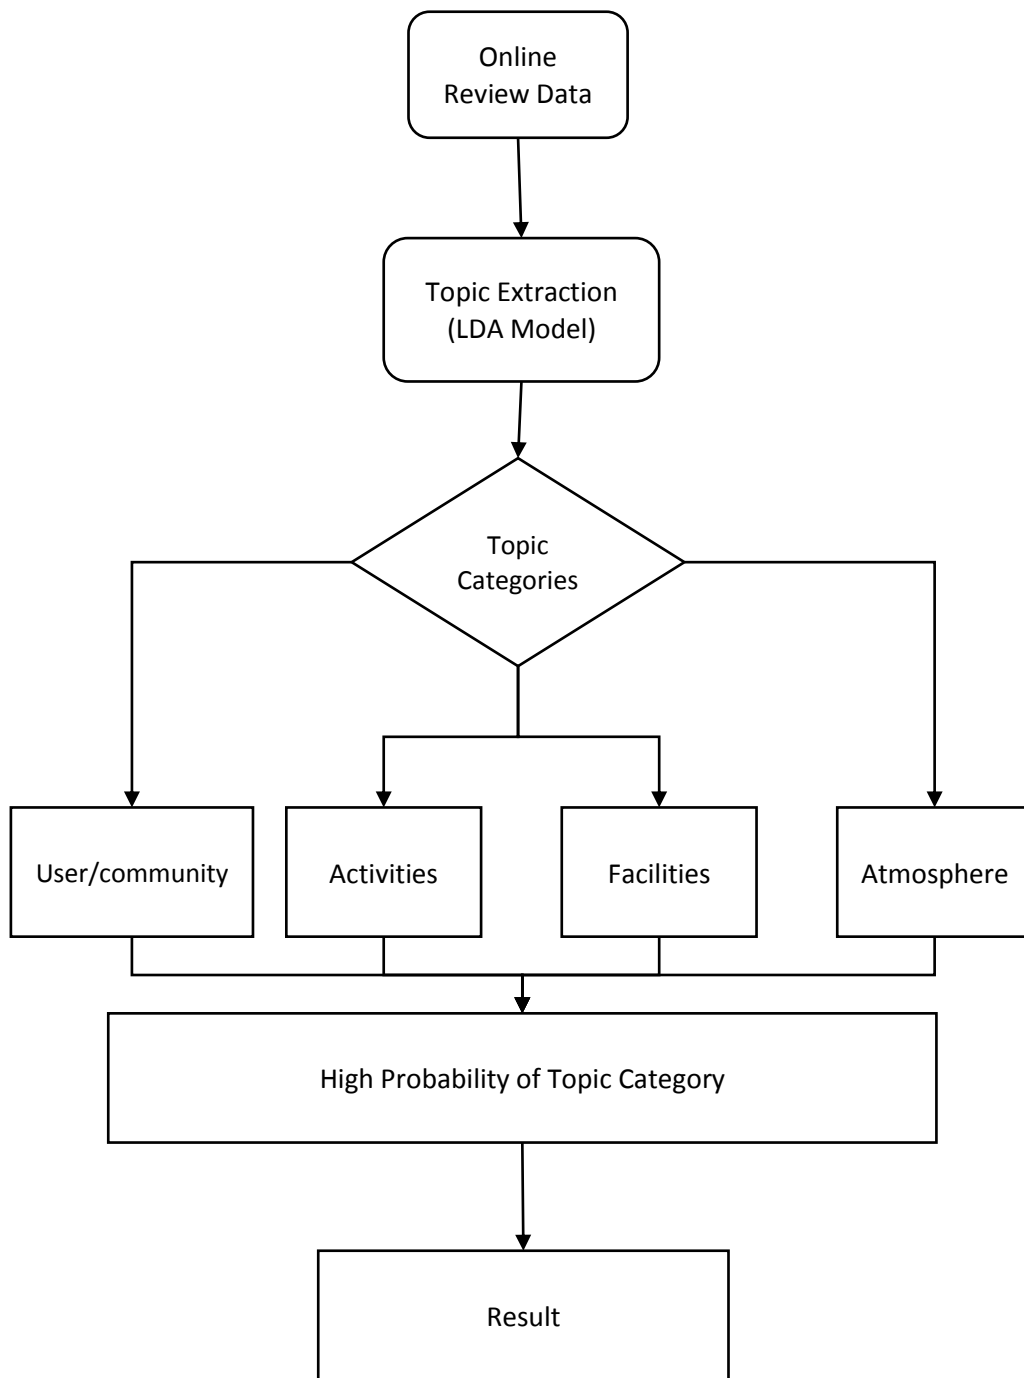 Online
Review Data
Topic Extraction
(LDA Model)
Topic
Categories
User/community
Activities
Facilities
Atmosphere
High Probability of Topic Category
Result